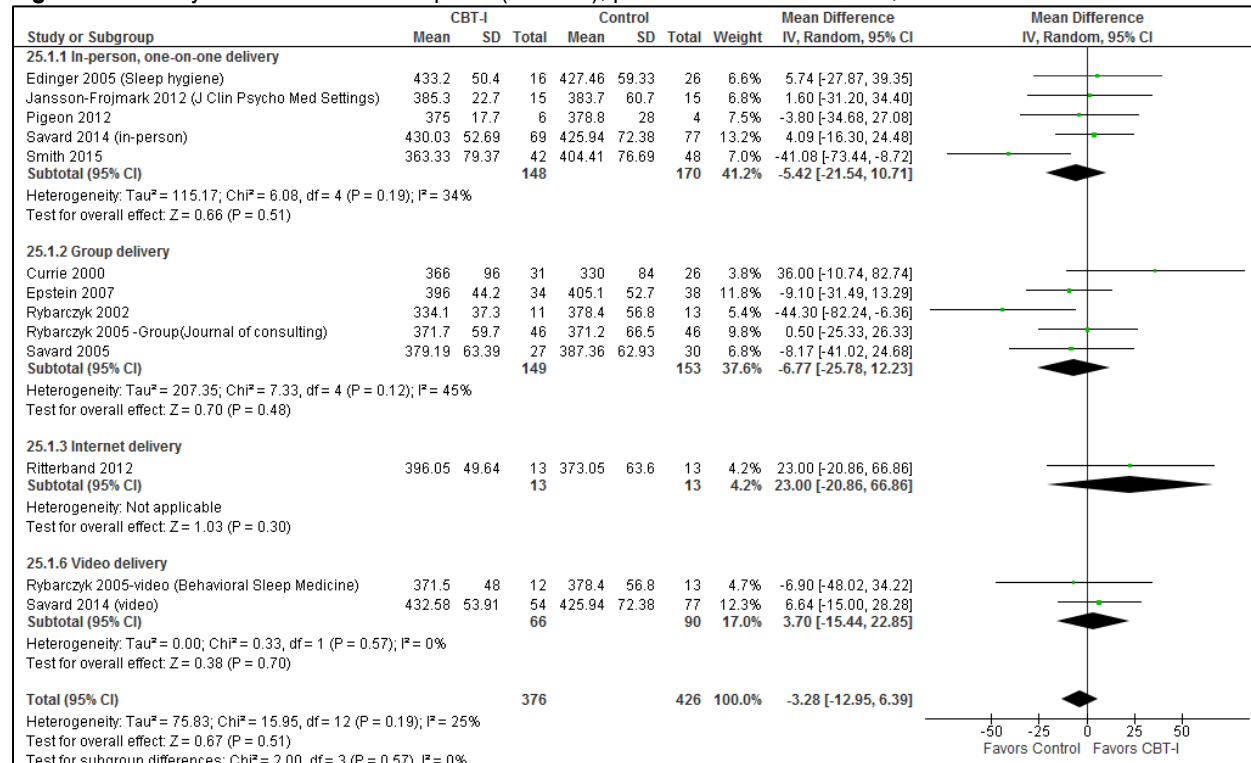 CBT-I Control Mean Difference Mean Difference
Study or Subgroup Mean SD Total Mean SD Total Weight IV, Random, 95% CI IV, Random, 95% CI
25.1.1 In-person, one-on-one delivery
Edinger 2005 (Sleep hygiene) 433.2 50.4 16 427.46 59.33 26 6.6% 5.74 [-27.87, 39.35]
Jansson-Frojmark 2012 (J Clin Psycho Med Settings) 385.3 22.7 15 383.7 60.7 15 6.8% 1.60 [-31.20, 34.40]
Pigeon 2012 375 17.7 6 378.8 28 4 7.5% -3.80 [-34.68, 27.08]
Savard 2014 (in-person) 430.03 52.69 69 425.94 72.38 77 13.2% 4.09 [-16.30, 24.48]
Smith 2015 363.33 79.37 42 404.41 76.69 48 7.0% -41.08 [-73.44, -8.72]
Subtotal (95% CI) 148 170 41.2% -5.42 [-21.54, 10.71]
Heterogeneity: Tau² = 115.17; Chi² = 6.08, df = 4 (P = 0.19); I² = 34%
Test for overall effect: Z = 0.66 (P = 0.51)
25.1.2 Group delivery
Currie 2000 366 96 31 330 84 26 3.8% 36.00 [-10.74, 82.74]
Epstein 2007 396 44.2 34 405.1 52.7 38 11.8% -9.10 [-31.49, 13.29]
Rybarczyk 2002 334.1 37.3 11 378.4 56.8 13 5.4% -44.30 [-82.24, -6.36]
Rybarczyk 2005 -Group(Journal of consulting) 371.7 59.7 46 371.2 66.5 46 9.8% 0.50 [-25.33, 26.33]
Savard 2005 379.19 63.39 27 387.36 62.93 30 6.8% -8.17 [-41.02, 24.68]
Subtotal (95% CI) 149 153 37.6% -6.77 [-25.78, 12.23]
Heterogeneity: Tau² = 207.35; Chi² = 7.33, df = 4 (P = 0.12); I² = 45%
Test for overall effect: Z = 0.70 (P = 0.48)
25.1.3 Internet delivery
Ritterband 2012 396.05 49.64 13 373.05 63.6 13 4.2% 23.00 [-20.86, 66.86]
Subtotal (95% CI) 13 13 4.2% 23.00 [-20.86, 66.86]
Heterogeneity: Not applicable
Test for overall effect: Z = 1.03 (P = 0.30)
25.1.6 Video delivery
Rybarczyk 2005-video (Behavioral Sleep Medicine) 371.5 48 12 378.4 56.8 13 4.7% -6.90 [-48.02, 34.22]
Savard 2014 (video) 432.58 53.91 54 425.94 72.38 77 12.3% 6.64 [-15.00, 28.28]
Subtotal (95% CI) 66 90 17.0% 3.70 [-15.44, 22.85]
Heterogeneity: Tau² = 0.00; Chi² = 0.33, df = 1 (P = 0.57); I² = 0%
Test for overall effect: Z = 0.38 (P = 0.70)
Total (95% CI) 376 426 100.0% -3.28 [-12.95, 6.39]
Heterogeneity: Tau² = 75.83; Chi² = 15.95, df = 12 (P = 0.19); I² = 25%
Test for overall effect: Z = 0.67 (P = 0.51)
Test for subgroup differences: Chi² = 2.00, df = 3 (P = 0.57), I² = 0%
-50 -25 0 25 50
Favors Control Favors CBT-I